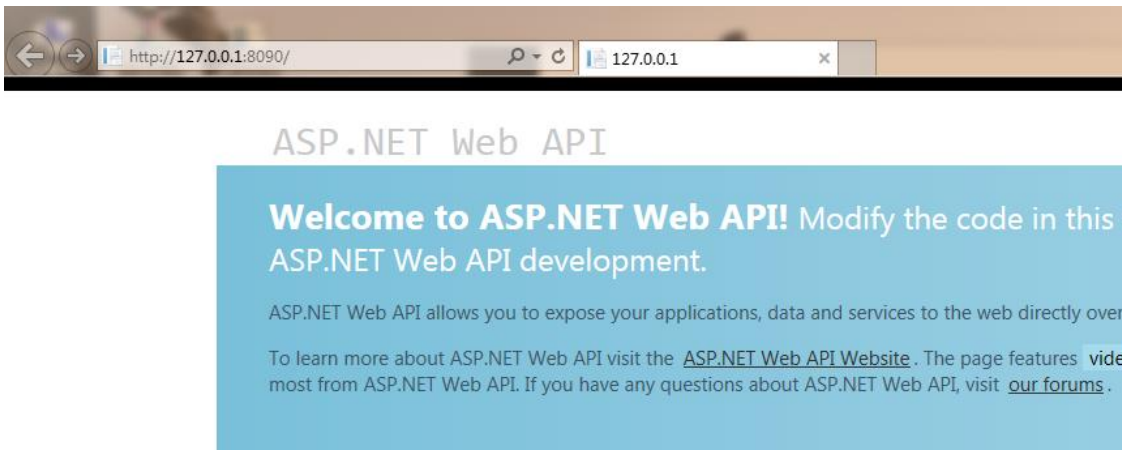 http://127.0.0.1:8090/
127.0.0.1
ASP.NET Web API
Welcome to ASP.NET Web API! Modify the code in this
ASP.NET Web API development.
ASP.NET Web API allows you to expose your applications, data and services to the web directly over
To learn more about ASP.NET Web API visit the ASP.NET Web API Website. The page features vide
most from ASP.NET Web API. If you have any questions about ASP.NET Web API, visit our forums.